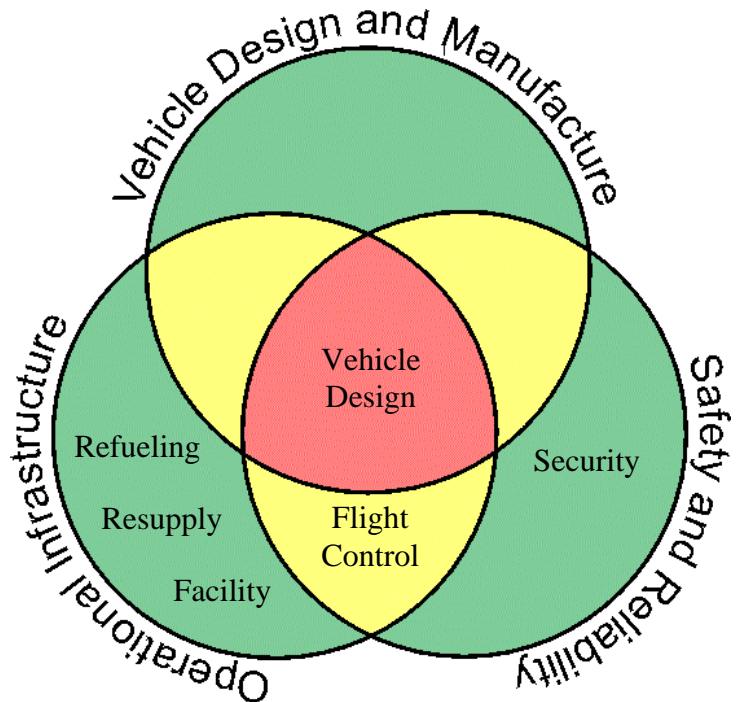 Vehicle Design and Manufacture
Operational Infrastructure
Safety and Reliability
Vehicle
Design
Refueling
Security
Resupply
Flight
Control
Facility